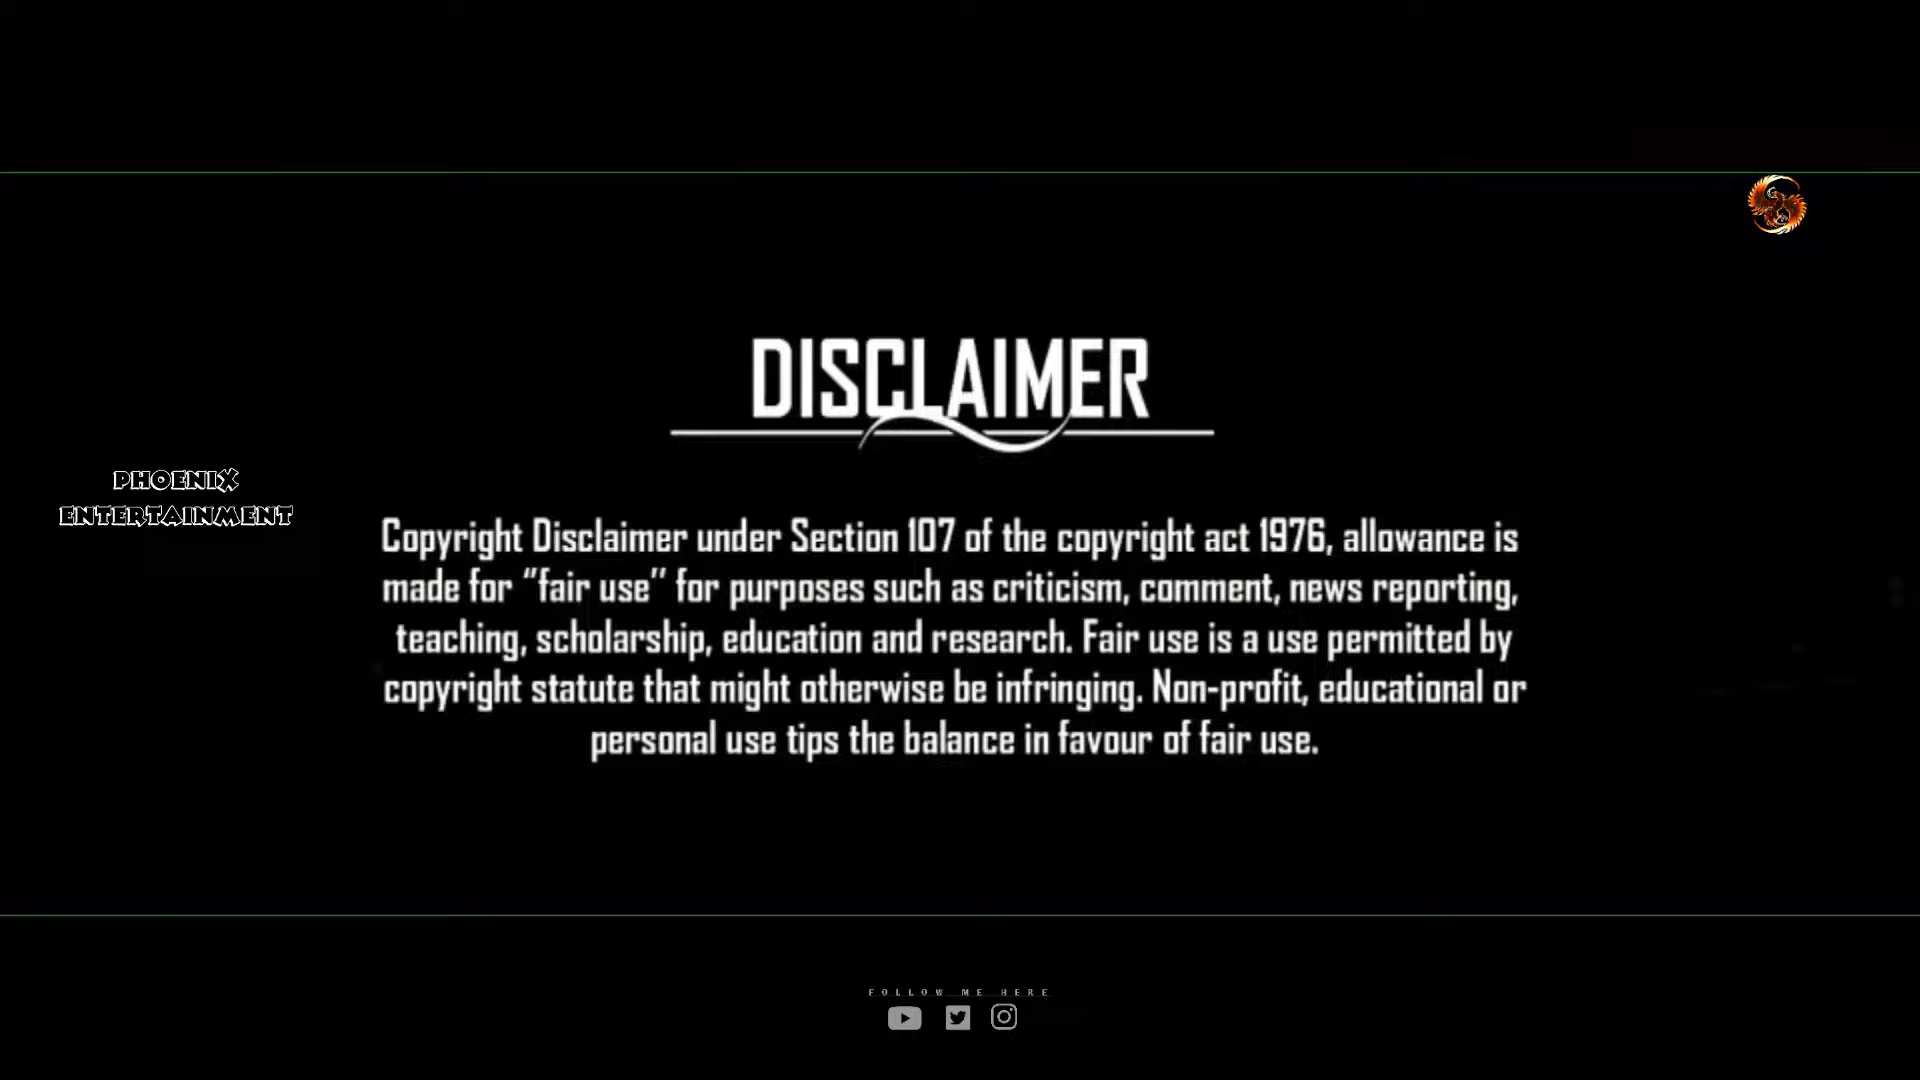 DISCLAIMER
PHOENIX
ENTERTAINMENT
Copyright Disclaimer under Section 107 of the copyright act 1976, allowance is
made for “fair use” for purposes such as criticism, comment, news reporting,
teaching, scholarship, education and research. Fair use is a use permitted by
copyright statute that might otherwise be infringing. Non-profit, educational or
personal use tips the balance in favour of fair use.
FOLLOW ME HERE